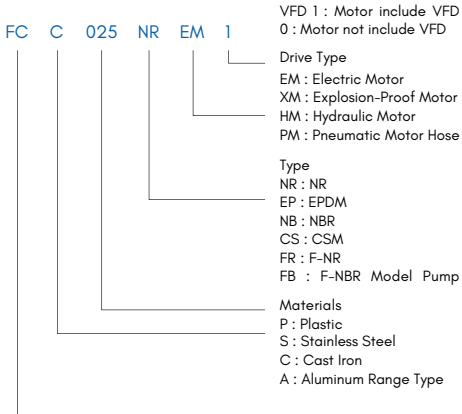 FC C 025 NR EM 1
VFD 1 : Motor include VFD
0 : Motor not include VFD
Drive Type
EM : Electric Motor
XM : Explosion-Proof Motor
HM : Hydraulic Motor
PM : Pneumatic Motor Hose
Type
NR : NR
EP : EPDM
NB : NBR
CS : CSM
FR : F-NR
FB : F-NBR Model Pump
Materials
P : Plastic
S : Stainless Steel
C : Cast Iron
A : Aluminum Range Type